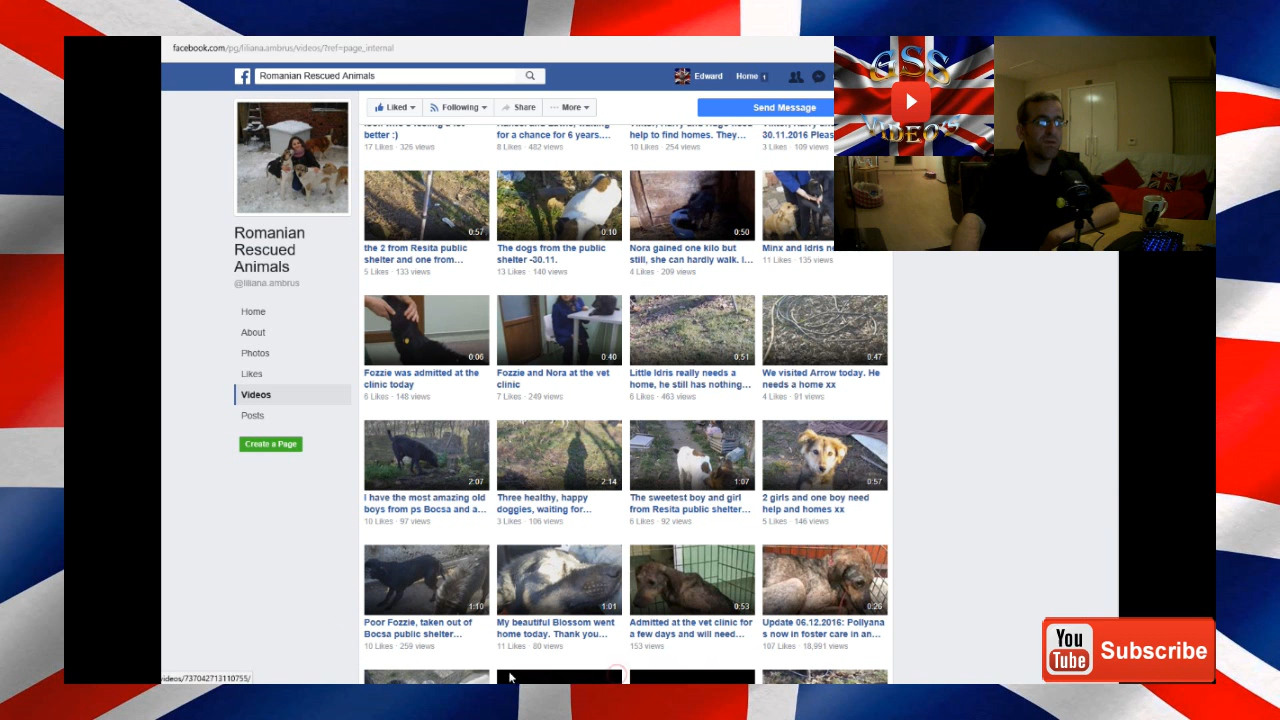 facebook.com/pg/liliana.ambrus/videos/?ref=page_internal
Romanian Rescued Animals
Edward
Home 1
Liked
Following
Share
More
Send Message
GSS
VIDEO'Z
Romanian
Rescued
Animals
@liliana.ambrus
Home
About
Photos
Likes
Videos
Posts
Create a Page
better :)
17 Likes · 326 views
for a chance for 6 years....
8 Likes · 482 views
help to find homes. They...
10 Likes · 254 views
30.11.2016 Pleas
3 Likes · 109 views
0:57
0:10
0:50
the 2 from Resita public
shelter and one from...
5 Likes · 133 views
The dogs from the public
shelter -30.11.
13 Likes · 140 views
Nora gained one kilo but
still, she can hardly walk. I...
4 Likes · 209 views
Minx and Idris n
11 Likes · 135 views
0:06
0:40
0:51
0:47
Fozzie was admitted at the
clinic today
6 Likes · 148 views
Fozzie and Nora at the vet
clinic
7 Likes · 249 views
Little Idris really needs a
home, he still has nothing...
6 Likes · 463 views
We visited Arrow today. He
needs a home xx
4 Likes · 91 views
2:07
2:14
1:07
0:57
I have the most amazing old
boys from ps Bocsa and a...
10 Likes · 97 views
Three healthy, happy
doggies, waiting for...
3 Likes · 106 views
The sweetest boy and girl
from Resita public shelter...
6 Likes · 92 views
2 girls and one boy need
help and homes xx
5 Likes · 146 views
1:10
1:01
0:53
0:26
Poor Fozzie, taken out of
Bocsa public shelter...
10 Likes · 259 views
My beautiful Blossom went
home today. Thank you...
11 Likes · 80 views
Admitted at the vet clinic for
a few days and will need...
153 views
Update 06.12.2016: Pollyana
s now in foster care in an...
107 Likes · 18,991 views
videos/737042713110755/
You
Tube
Subscribe